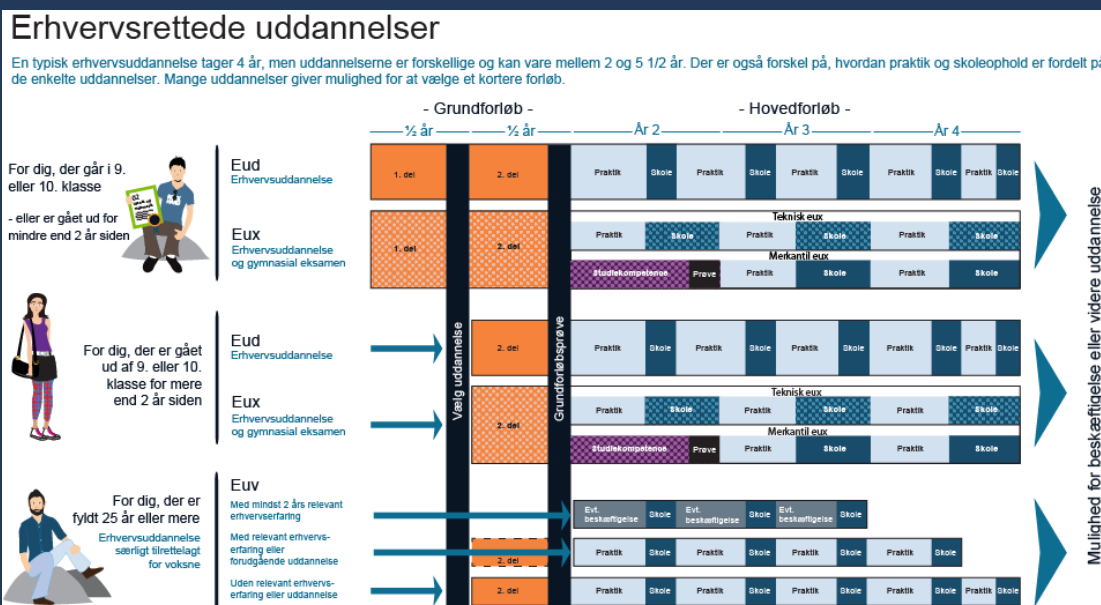 Erhvervsrettede uddannelser
En typisk erhvervsuddannelse tager 4 år, men uddannelserne er forskellige og kan vare mellem 2 og 5 1/2 år. Der er også forskel på, hvordan praktik og skoleophold er fordelt på
de enkelte uddannelser. Mange uddannelser giver mulighed for at vælge et kortere forløb.
- Grundforløb - - Hovedforløb -
½ år ½ år År 2 År 3 År 4
For dig, der går i 9.
eller 10. klasse
- eller er gået ud for
mindre end 2 år siden
Eud
Erhvervsuddannelse
1. del 2. del Praktik Skole Praktik Skole Praktik Skole Praktik Skole Praktik Skole
Eux
Erhvervsuddannelse
og gymnasial eksamen
1. del 2. del
Teknisk eux
Praktik Skole Praktik Skole Praktik Skole
Merkantil eux
Studiekompetence Prøve Praktik Skole Praktik Skole
Vælg uddannelse
Grundforløbsprøve
For dig, der er gået
ud af 9. eller 10.
klasse for mere
end 2 år siden
Eud
Erhvervsuddannelse
2. del Praktik Skole Praktik Skole Praktik Skole Praktik Skole Praktik Skole
Eux
Erhvervsuddannelse
og gymnasial eksamen
2. del
Teknisk eux
Praktik Skole Praktik Skole Praktik Skole
Merkantil eux
Studiekompetence Prøve Praktik Skole Praktik Skole
For dig, der er
fyldt 25 år eller mere
Erhvervsuddannelse
særligt tilrettelagt
for voksne
Euv
Med mindst 2 års relevant
erhvervserfaring
Evt. beskæftigelse Skole Evt. beskæftigelse Skole Evt. beskæftigelse Skole
Med relevant erhvervs-
erfaring eller
forudgående uddannelse
2. del Praktik Skole Praktik Skole Praktik Skole Praktik Skole
Uden relevant erhvervs-
erfaring eller uddannelse
2. del Praktik Skole Praktik Skole Praktik Skole Praktik Skole Praktik Skole
Mulighed for beskæftigelse eller videre uddannelse